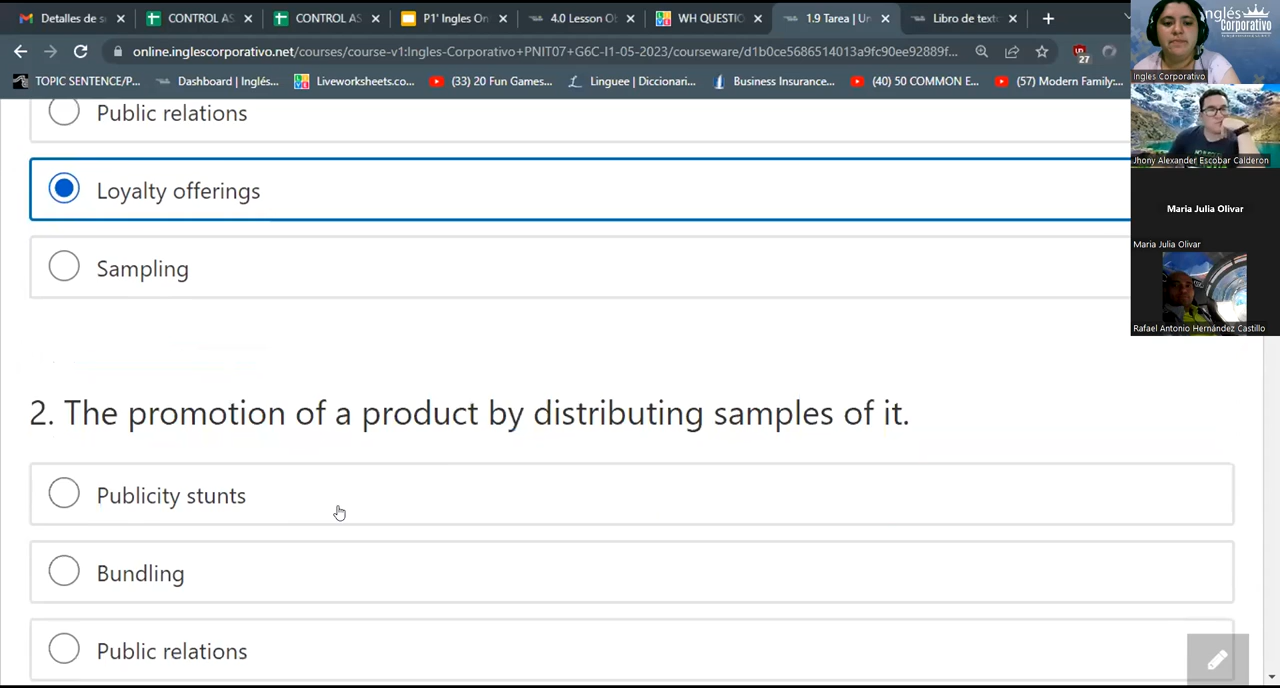 Detalles de s
CONTROL AS
CONTROL AS
P1' Ingles On
4.0 Lesson O
WH QUESTIO
1.9 Tarea | Un
Libro de text
online.inglescorporativo.net/courses/course-v1:Ingles-Corporativo+PNIT07+G6C-I1-05-2023/courseware/d1b0ce5686514013a9fc90ee92889f...
27
TOPIC SENTENCE/P...
Dashboard | Inglés...
Liveworksheets.co...
(33) 20 Fun Games...
Linguee | Diccionari...
Business Insurance...
(40) 50 COMMON E...
(57) Modern Family:...
Inglés
Corporativo
Ingles Corporativo
Jhony Alexander Escobar Calderon
Maria Julia Olivar
Maria Julia Olivar
Rafael Antonio Hernández Castillo
Public relations
Loyalty offerings
Sampling
2. The promotion of a product by distributing samples of it.
Publicity stunts
Bundling
Public relations